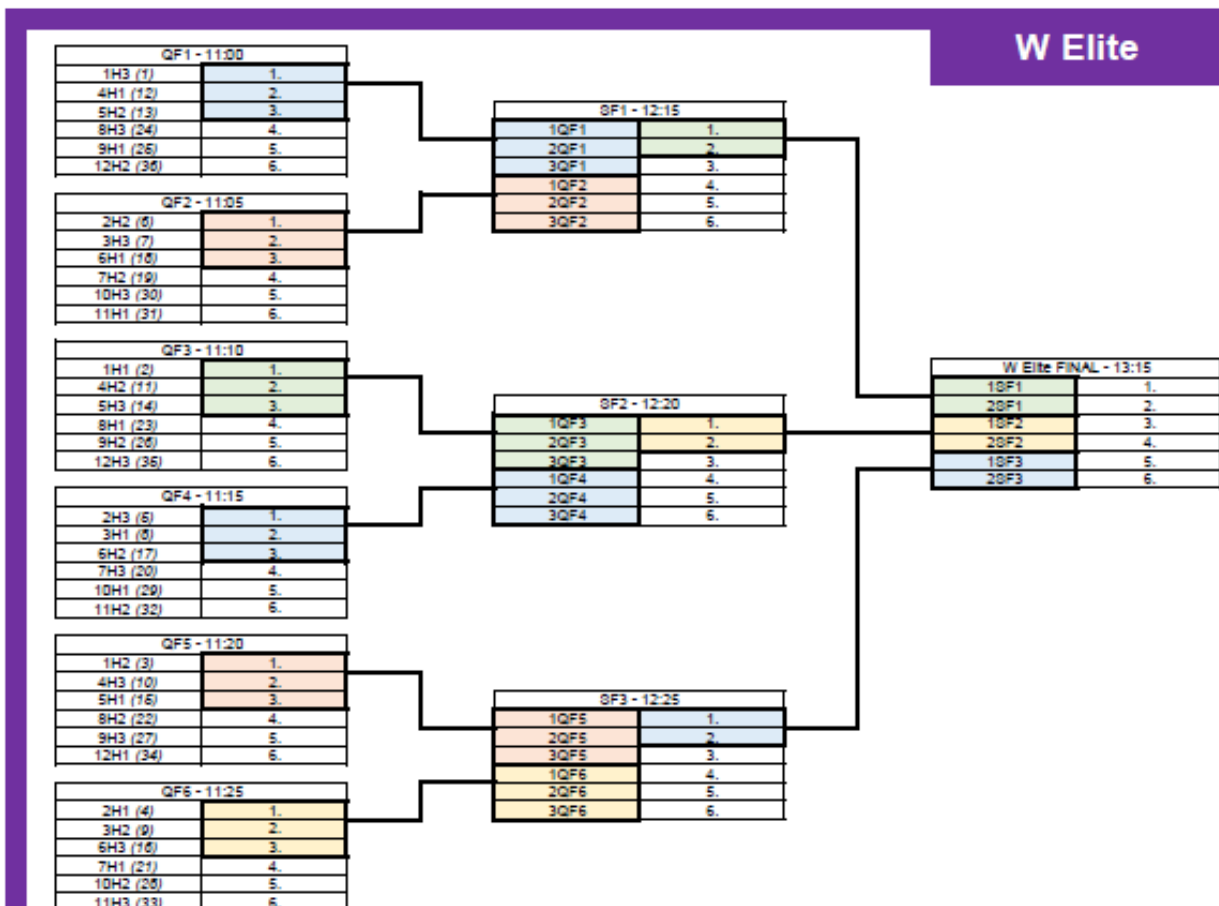 W Elite
QF1 - 11:00
1H3 (1) 1.
4H1 (12) 2.
5H2 (13) 3.
8H3 (24) 4.
9H1 (25) 5.
12H2 (36) 6.
QF2 - 11:05
2H2 (6) 1.
3H3 (7) 2.
6H1 (18) 3.
7H2 (19) 4.
10H3 (30) 5.
11H1 (31) 6.
QF3 - 11:10
1H1 (2) 1.
4H2 (11) 2.
5H3 (14) 3.
8H1 (23) 4.
9H2 (26) 5.
12H3 (35) 6.
QF4 - 11:15
2H3 (5) 1.
3H1 (8) 2.
6H2 (17) 3.
7H3 (20) 4.
10H1 (29) 5.
11H2 (32) 6.
QF5 - 11:20
1H2 (3) 1.
4H3 (10) 2.
5H1 (15) 3.
8H2 (22) 4.
9H3 (27) 5.
12H1 (34) 6.
QF6 - 11:25
2H1 (4) 1.
3H2 (9) 2.
6H3 (16) 3.
7H1 (21) 4.
10H2 (28) 5.
11H3 (33) 6.
SF1 - 12:15
1QF1 1.
2QF1 2.
3QF1 3.
1QF2 4.
2QF2 5.
3QF2 6.
SF2 - 12:20
1QF3 1.
2QF3 2.
3QF3 3.
1QF4 4.
2QF4 5.
3QF4 6.
SF3 - 12:25
1QF5 1.
2QF5 2.
3QF5 3.
1QF6 4.
2QF6 5.
3QF6 6.
W Elite FINAL - 13:15
1SF1 1.
2SF1 2.
1SF2 3.
2SF2 4.
1SF3 5.
2SF3 6.